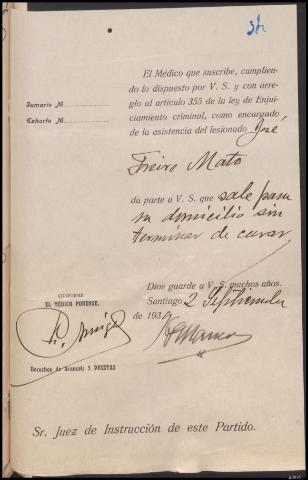 El Médico que suscribe, cumplien-
do lo dispuesto por V. S. y con arre-
glo al artículo 355 de la ley de Enjui-
ciamiento criminal, como encargado
de la asistencia del lesionado José
Freire Mato
da parte a V. S. que sale para
su domicilio sin
terminar de curar
Sumario N.
Exhorto N.
Dios guarde a V. S. muchos años.
Santiago 2 Septiembre
de 1939
CONFORME:
EL MÉDICO FORENSE,
Derechos de Arancel: 5 PESETAS
Sr. Juez de Instrucción de este Partido.